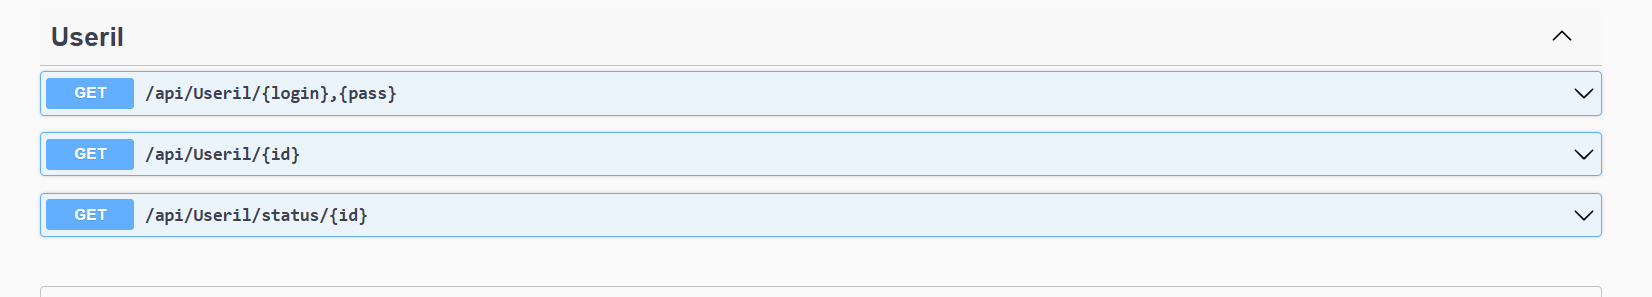 Useril
GET /api/Useril/{login},{pass}
GET /api/Useril/{id}
GET /api/Useril/status/{id}